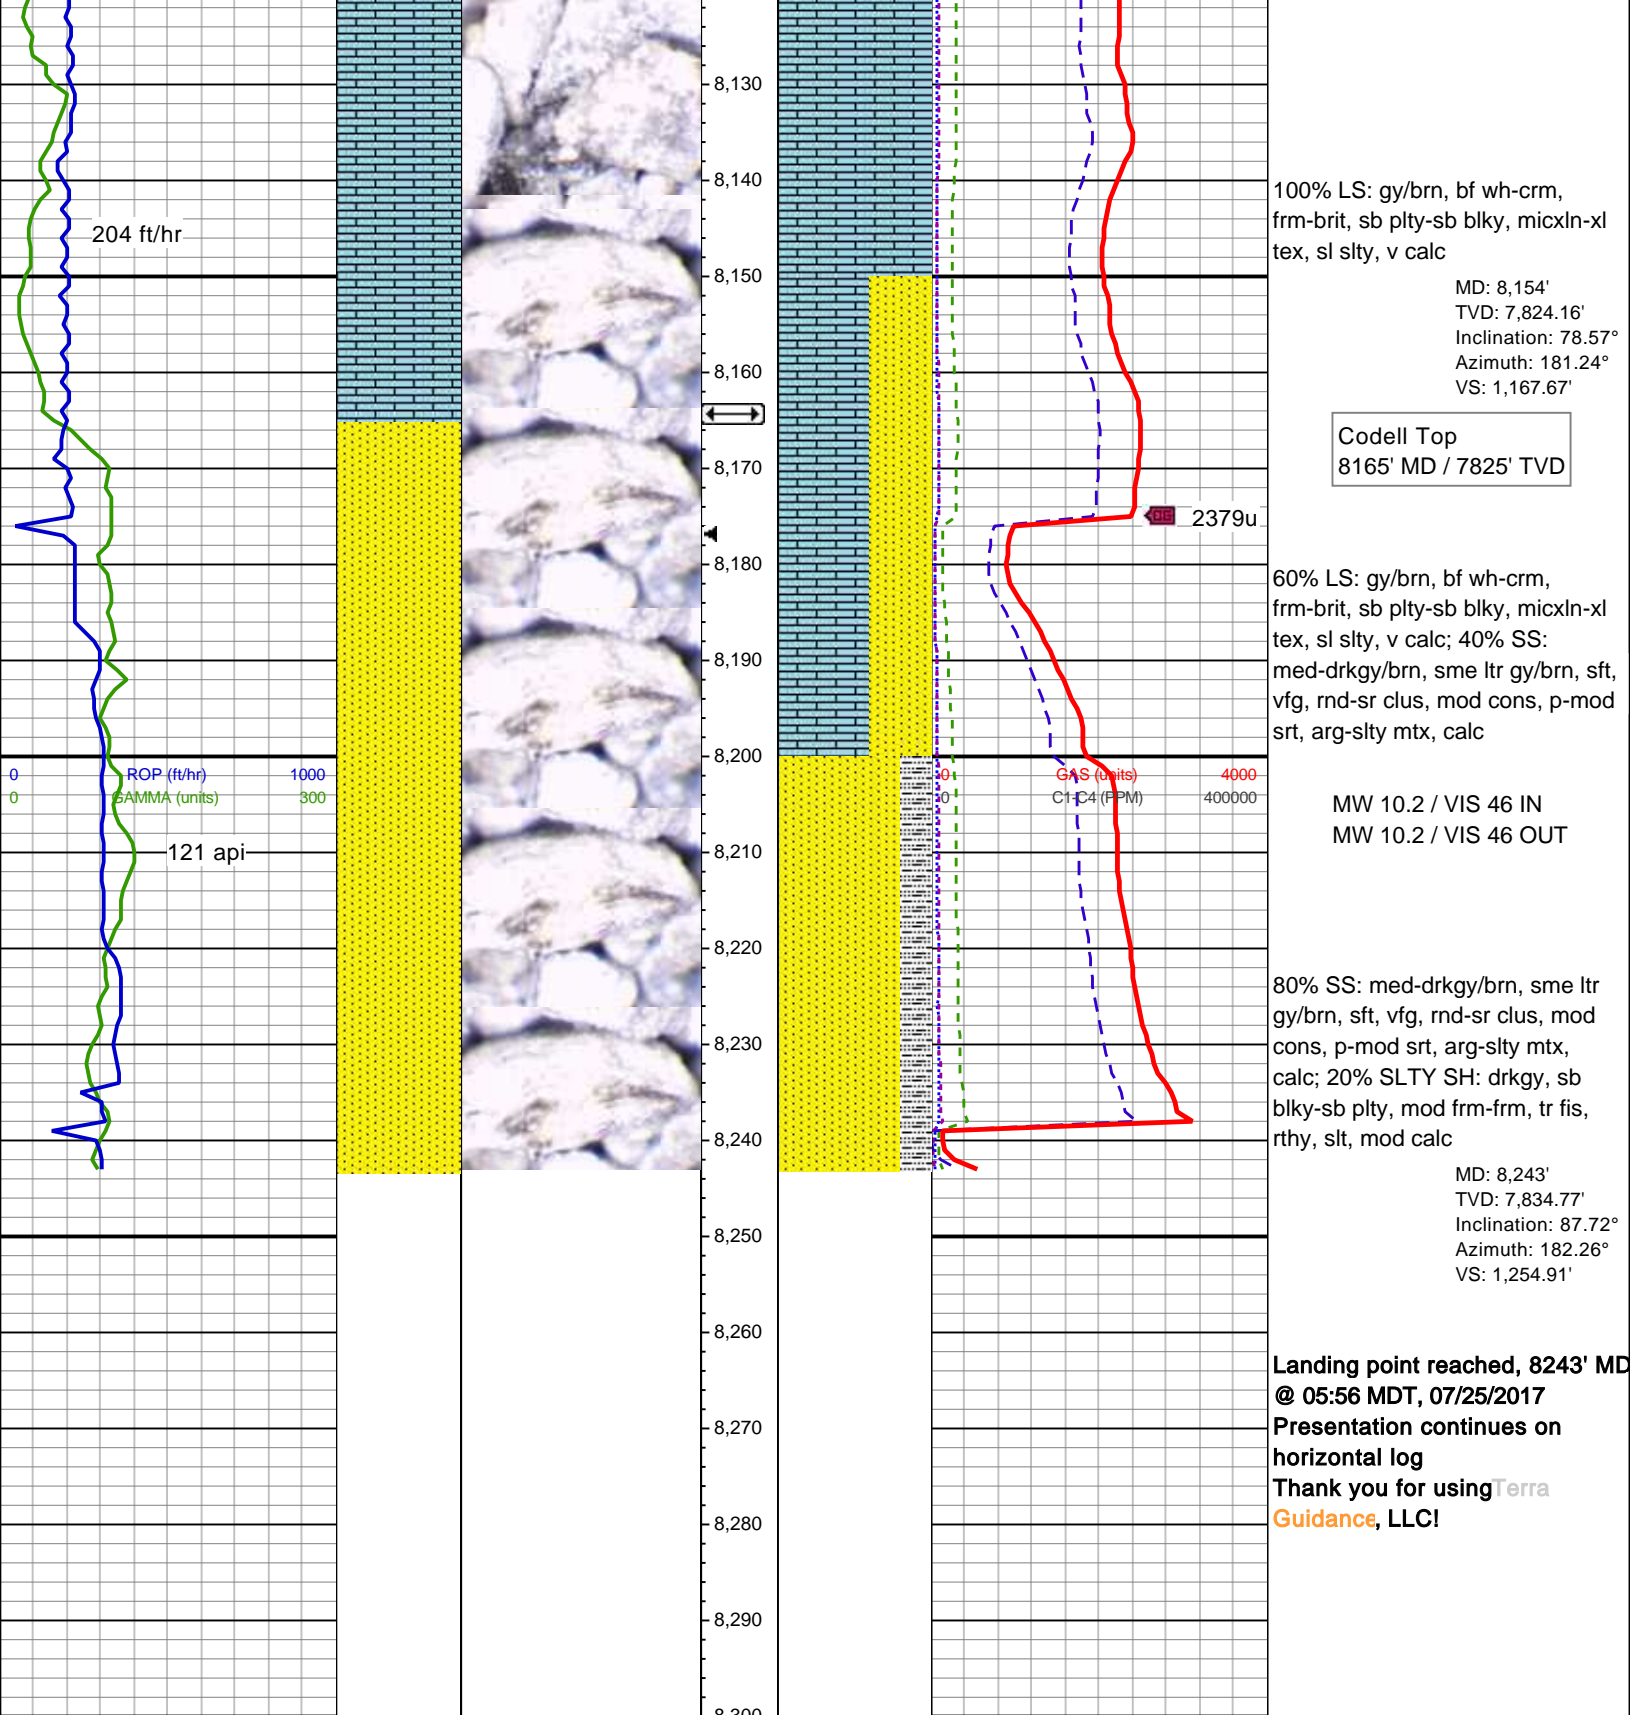 8,130
8,140
100% LS: gy/brn, bf wh-crm,
frm-brit, sb plty-sb blky, micxln-xl
tex, sl slty, v calc
204 ft/hr
8,150
MD: 8,154'
TVD: 7,824.16'
Inclination: 78.57°
Azimuth: 181.24°
VS: 1,167.67'
8,160
Codell Top
8165' MD / 7825' TVD
8,170
CG 2379u
8,180
60% LS: gy/brn, bf wh-crm,
frm-brit, sb plty-sb blky, micxln-xl
tex, sl slty, v calc; 40% SS:
med-drkgy/brn, sme ltr gy/brn, sft,
vfg, rnd-sr clus, mod cons, p-mod
srt, arg-slty mtx, calc
8,190
8,200
0 ROP (ft/hr) 1000
0 GAMMA (units) 300
0 GAS (units) 4000
0 C1-C4 (PPM) 400000
MW 10.2 / VIS 46 IN
MW 10.2 / VIS 46 OUT
121 api
8,210
8,220
80% SS: med-drkgy/brn, sme ltr
gy/brn, sft, vfg, rnd-sr clus, mod
cons, p-mod srt, arg-slty mtx,
calc; 20% SLTY SH: drkgy, sb
blky-sb plty, mod frm-frm, tr fis,
rthy, slt, mod calc
8,230
8,240
MD: 8,243'
TVD: 7,834.77'
Inclination: 87.72°
Azimuth: 182.26°
VS: 1,254.91'
8,250
8,260
Landing point reached, 8243' MD
@ 05:56 MDT, 07/25/2017
Presentation continues on
horizontal log
Thank you for using Terra
Guidance, LLC!
8,270
8,280
8,290
8,300